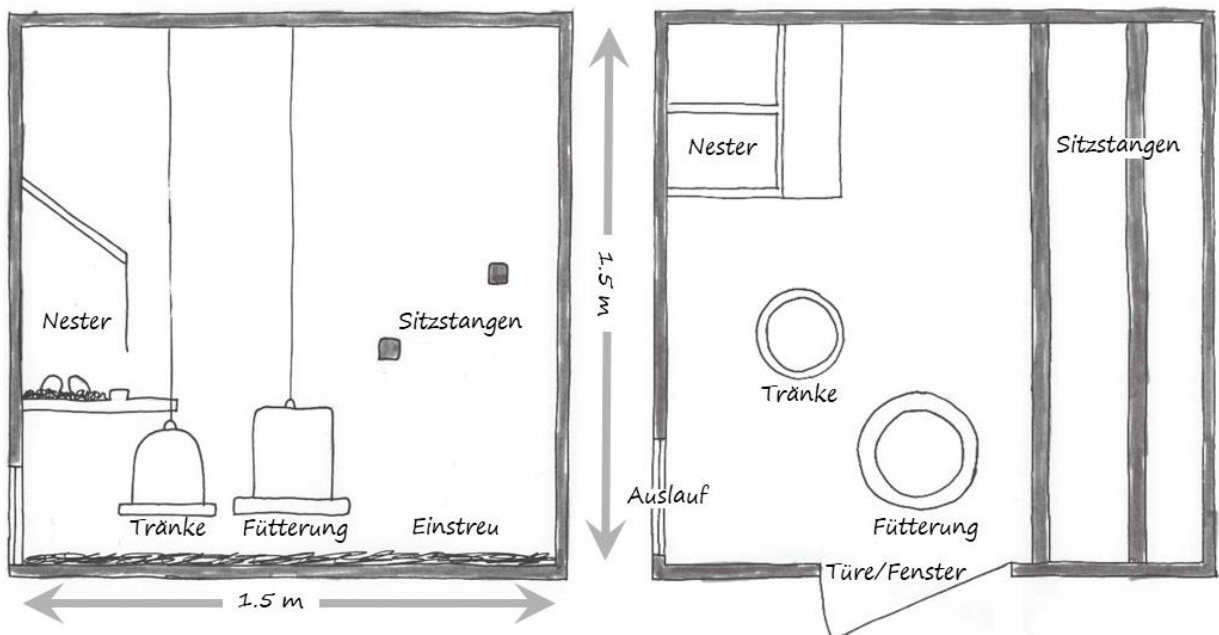 Nester
Sitzstangen
Tränke
Fütterung
Einstreu
1.5 m
1.5 m
Nester
Sitzstangen
Tränke
Auslauf
Fütterung
Türe/Fenster